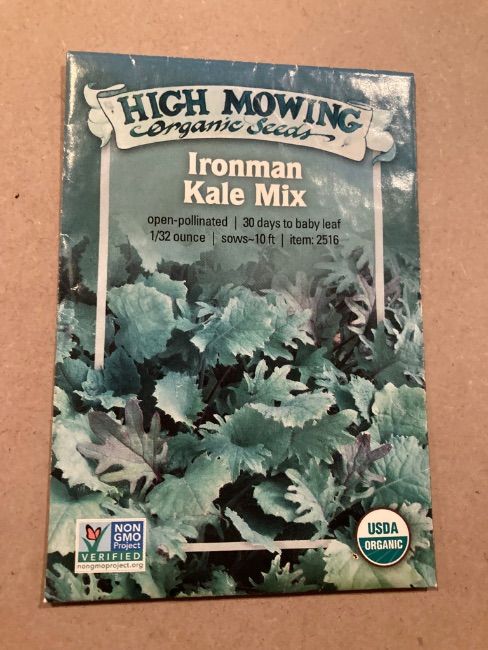 HIGH MOWING
Organic Seeds
Ironman
Kale Mix
open-pollinated | 30 days to baby leaf
1/32 ounce | sows~10 ft | item: 2516
NON
GMO
Project
VERIFIED
nongmoproject.org
USDA
ORGANIC